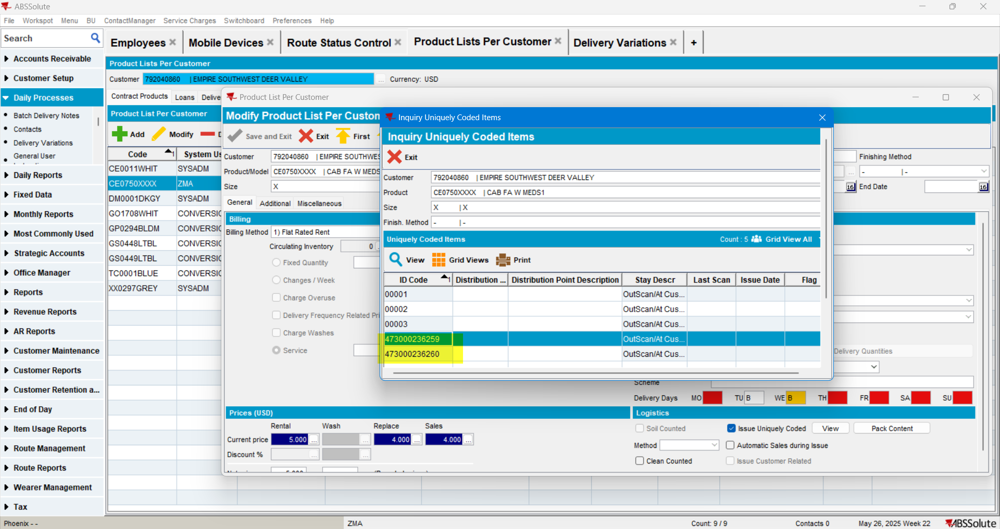 ABSSolute
File Workspot Menu BU ContactManager Service Charges Switchboard Preferences Help
Search
Employees
Mobile Devices
Route Status Control
Product Lists Per Customer
Delivery Variations
+
Accounts Receivable
Customer Setup
Daily Processes
Batch Delivery Notes
Contacts
Delivery Variations
General User
Daily Reports
Fixed Data
Monthly Reports
Most Commonly Used
Strategic Accounts
Office Manager
Reports
Revenue Reports
AR Reports
Customer Maintenance
Customer Reports
Customer Retention a...
End of Day
Item Usage Reports
Route Management
Route Reports
Wearer Management
Tax
Product Lists Per Customer
Customer 792040860 | EMPIRE SOUTHWEST DEER VALLEY ... Currency: USD
Contract Products Loans
Product List Per Customer
Add Modify
Code 1 System Us
CE0011WHIT SYSADM
CE0750XXXX ZMA
DM0001DKGY SYSADM
GO1708WHIT CONVERSIO
GP0294BLDM CONVERSIO
GS0448LTBL CONVERSIO
GS0449LTBL CONVERSIO
TC0001BLUE CONVERSIO
XX0297GREY SYSADM
Product List Per Customer
Modify Product List Per Custom
Save and Exit Exit First
Customer 792040860 | EMPIRE SOUTHWES
Product/Model CE0750XXXX | CAB FA W MEDS
Size X
General Additional Miscellaneous
Billing
Billing Method 1) Flat Rated Rent
Circulating Inventory 0
Fixed Quantity
Changes / Week
Charge Overuse
Delivery Frequency Related Pri
Charge Washes
Service
Finishing Method
... - | -
16 End Date 16
Delivery Quantities
Inquiry Uniquely Coded Items
Inquiry Uniquely Coded Items
Exit
Customer 792040860 | EMPIRE SOUTHWEST DEER VALLEY
Product CE0750XXXX | CAB FA W MEDS1
Size X | X
Finish. Method - | -
Uniquely Coded Items Count : 5 Grid View All
View Grid Views Print
ID Code 1 Distribution ... Distribution Point Description Stay Descr Last Scan Issue Date Flag
00001 OutScan/At Cus...
00002 OutScan/At Cus...
00003 OutScan/At Cus...
473000236259 OutScan/At Cus...
473000236260 OutScan/At Cus...
Scheme
Delivery Days MO TU B WE B TH FR SA SU
Prices (USD)
Rental Wash Replace Sales
Current price 5.000 ... ... 4.000 ... 4.000 ...
Discount % ... ...
Logistics
Soil Counted Issue Uniquely Coded View Pack Content
Method Automatic Sales during Issue
Clean Counted Issue Customer Related
Phoenix - - ZMA Count: 9 / 9 Contacts 0 May 26, 2025 Week 22 ABSSolute